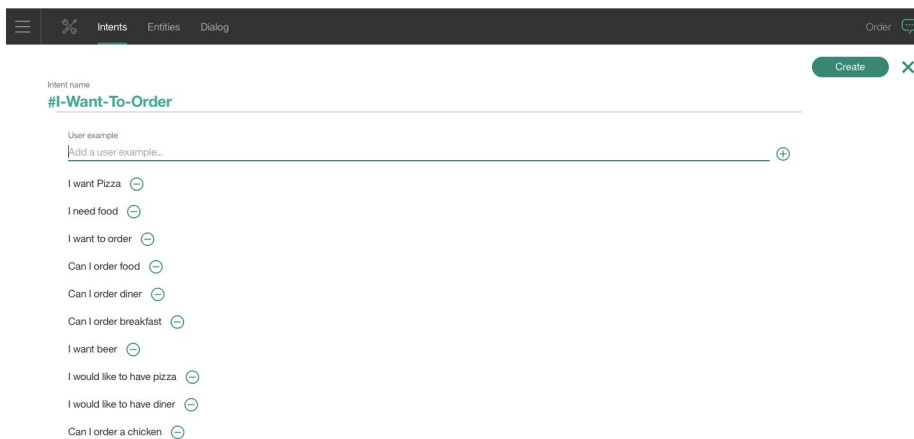 Intents Entities Dialog Order
Create
Intent name
#I-Want-To-Order
User example
Add a user example...
I want Pizza
I need food
I want to order
Can I order food
Can I order diner
Can I order breakfast
I want beer
I would like to have pizza
I would like to have diner
Can I order a chicken